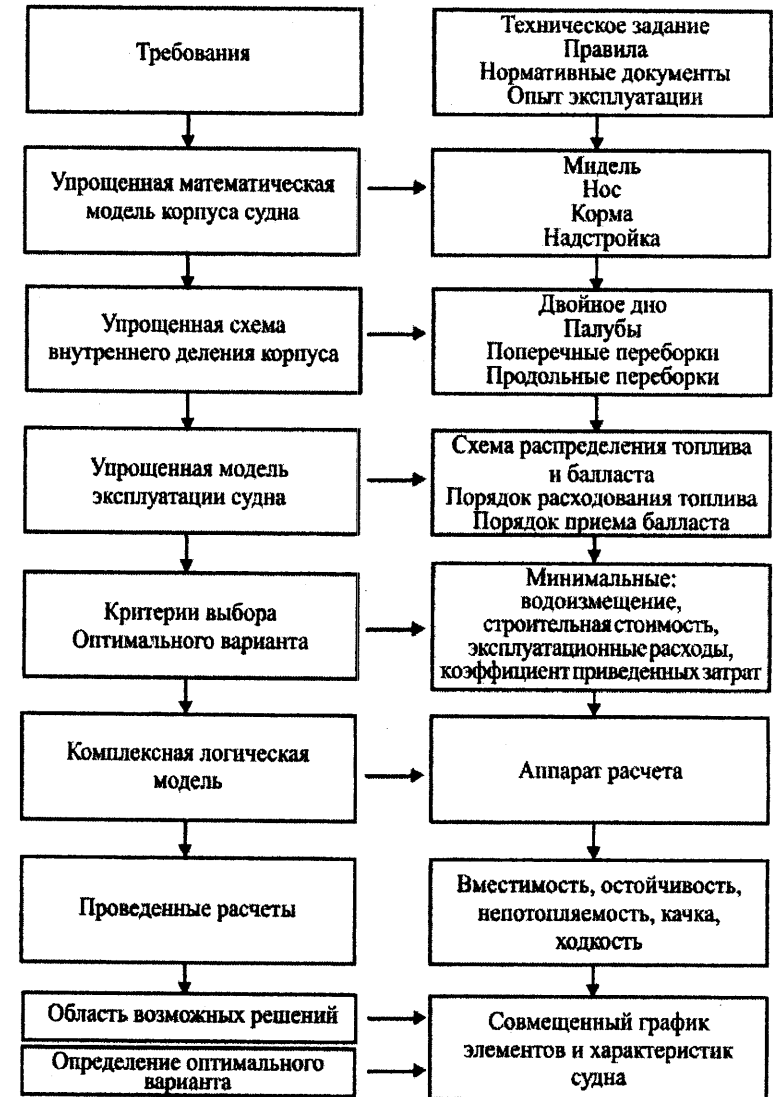 Требования
Техническое задание
Правила
Нормативные документы
Опыт эксплуатации
Упрощенная математическая
модель корпуса судна
Мидель
Нос
Корма
Надстройка
Упрощенная схема
внутреннего деления корпуса
Двойное дно
Палубы
Поперечные переборки
Продольные переборки
Упрощенная модель
эксплуатации судна
Схема распределения топлива
и балласта
Порядок расходования топлива
Порядок приема балласта
Критерии выбора
Оптимального варианта
Минимальные:
водоизмещение,
строительная стоимость,
эксплуатационные расходы,
коэффициент приведенных затрат
Комплексная логическая
модель
Аппарат расчета
Проведенные расчеты
Вместимость, остойчивость,
непотопляемость, качка,
ходкость
Область возможных решений
Определение оптимального
варианта
Совмещенный график
элементов и характеристик
судна